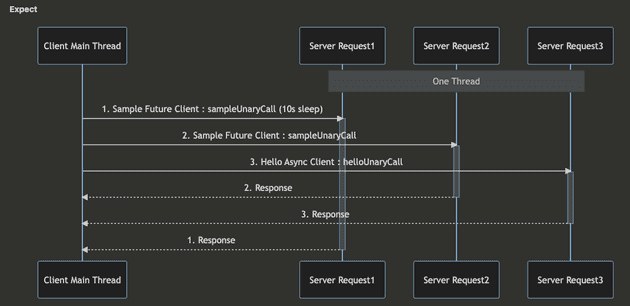 Expect
Client Main Thread
Server Request1
Server Request2
Server Request3
One Thread
1. Sample Future Client : sampleUnaryCall (10s sleep)
2. Sample Future Client : sampleUnaryCall
3. Hello Async Client : helloUnaryCall
2. Response
3. Response
1. Response
Client Main Thread
Server Request1
Server Request2
Server Request3